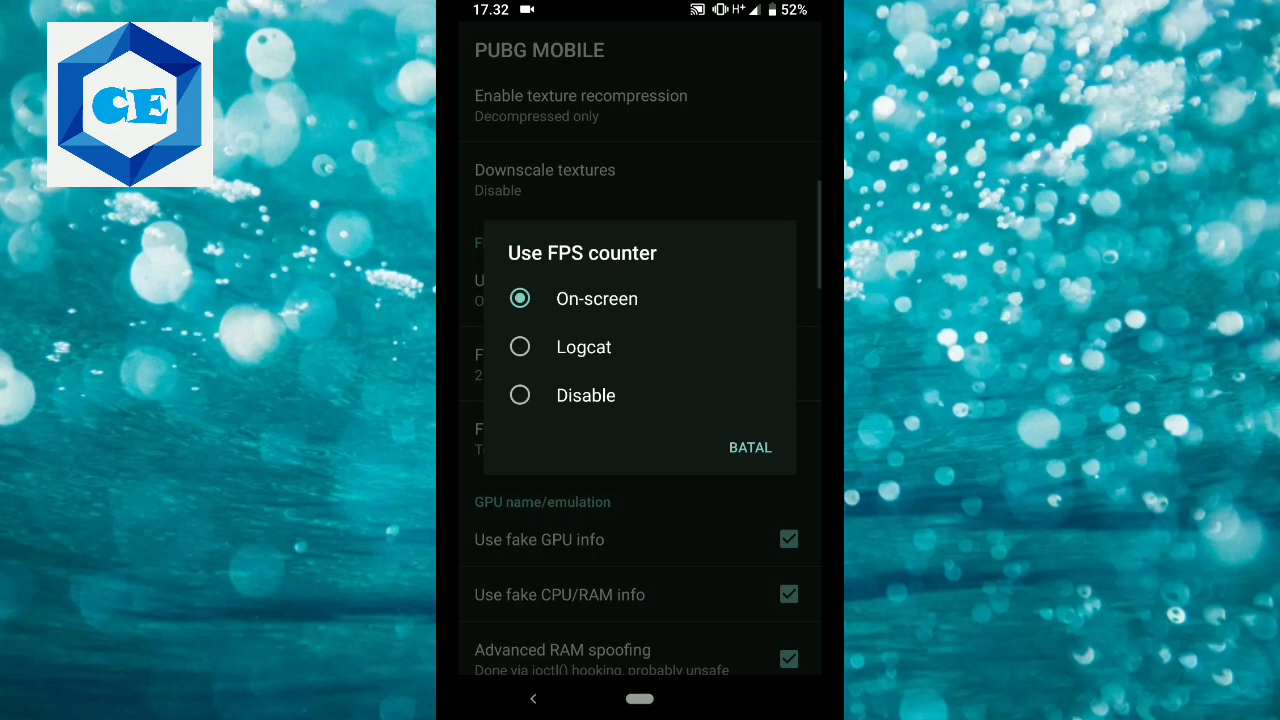 CE
17.32
H+
52%
PUBG MOBILE
Enable texture recompression
Decompressed only
Downscale textures
Disable
F
U
O
Use FPS counter
On-screen
Logcat
Disable
F
2
F
T
BATAL
GPU name/emulation
Use fake GPU info
Use fake CPU/RAM info
Advanced RAM spoofing
Done via ioctl() hooking, probably unsafe